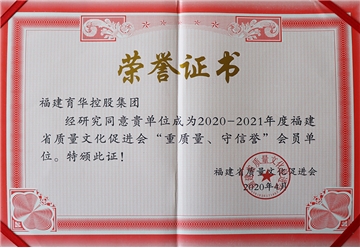 荣誉证书
福建育华控股集团
经研究同意贵单位成为2020-2021年度福建
省质量文化促进会“重质量、守信誉”会员单
位。特颁此证！
福建省质量文化促进会
2020年4月